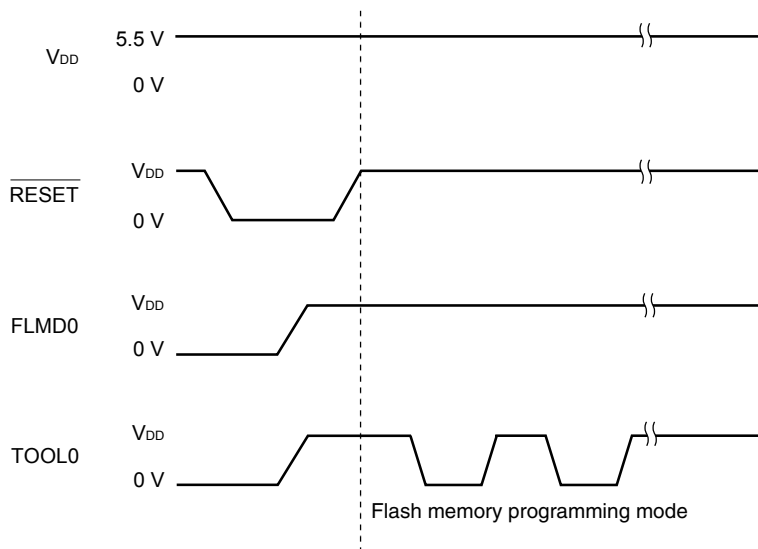 5.5 V
VDD
0 V
VDD
RESET
0 V
VDD
FLMD0
0 V
VDD
TOOL0
0 V
Flash memory programming mode